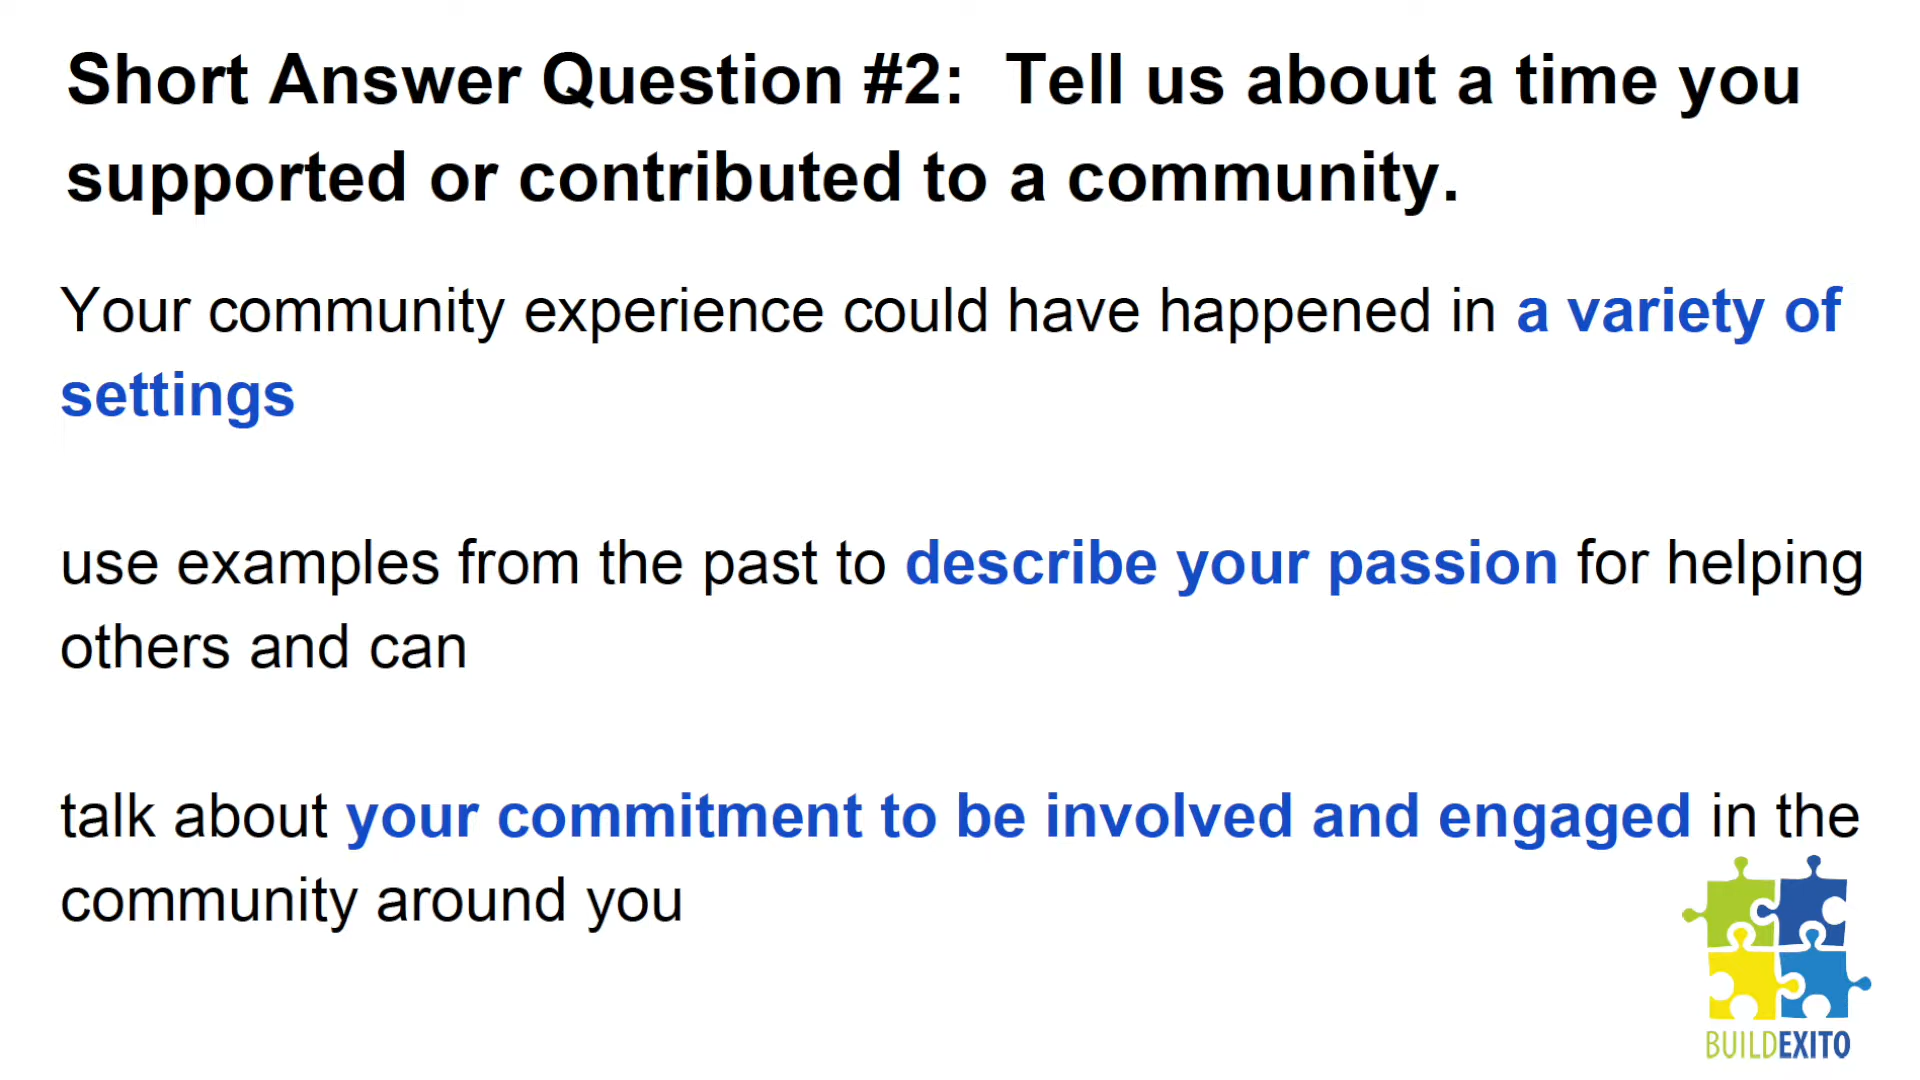 Short Answer Question #2:  Tell us about a time you
supported or contributed to a community.
Your community experience could have happened in a variety of
settings
use examples from the past to describe your passion for helping
others and can
talk about your commitment to be involved and engaged in the
community around you
BUILDEXITO